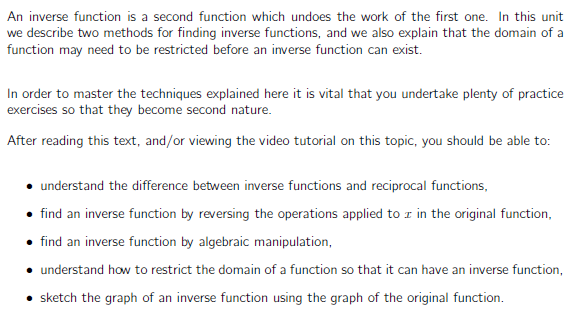 An inverse function is a second function which undoes the work of the first one. In this unit
we describe two methods for finding inverse functions, and we also explain that the domain of a
function may need to be restricted before an inverse function can exist.
In order to master the techniques explained here it is vital that you undertake plenty of practice
exercises so that they become second nature.
After reading this text, and/or viewing the video tutorial on this topic, you should be able to:
• understand the difference between inverse functions and reciprocal functions,
• find an inverse function by reversing the operations applied to x in the original function,
• find an inverse function by algebraic manipulation,
• understand how to restrict the domain of a function so that it can have an inverse function,
• sketch the graph of an inverse function using the graph of the original function.